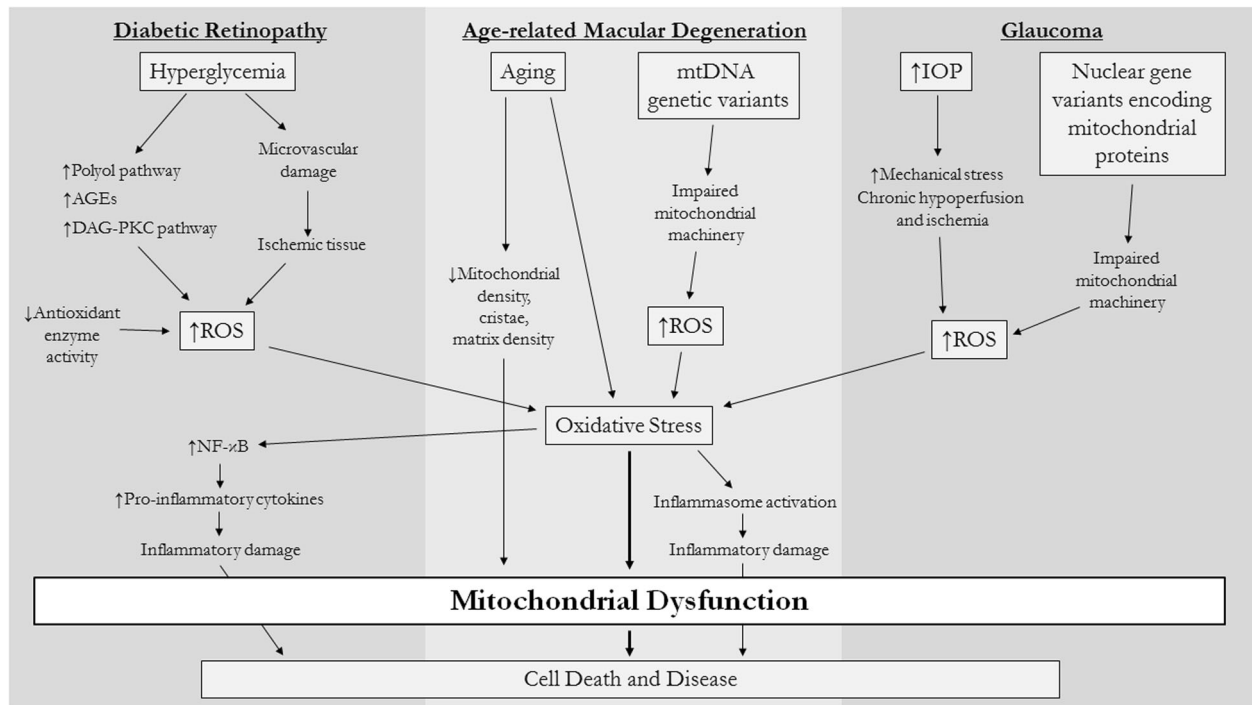 Diabetic Retinopathy
Hyperglycemia
↑Polyol pathway
↑AGEs
↑DAG-PKC pathway
Microvascular
damage
Ischemic tissue
↓Antioxidant
enzyme
activity
↑ROS
↑NF-ϰB
↑Pro-inflammatory cytokines
Inflammatory damage
Age-related Macular Degeneration
Aging
mtDNA
genetic variants
↓Mitochondrial
density,
cristae,
matrix density
Impaired
mitochondrial
machinery
↑ROS
Oxidative Stress
Inflammasome activation
Inflammatory damage
Glaucoma
↑IOP
Nuclear gene
variants encoding
mitochondrial
proteins
↑Mechanical stress
Chronic hypoperfusion
and ischemia
Impaired
mitochondrial
machinery
↑ROS
Mitochondrial Dysfunction
Cell Death and Disease